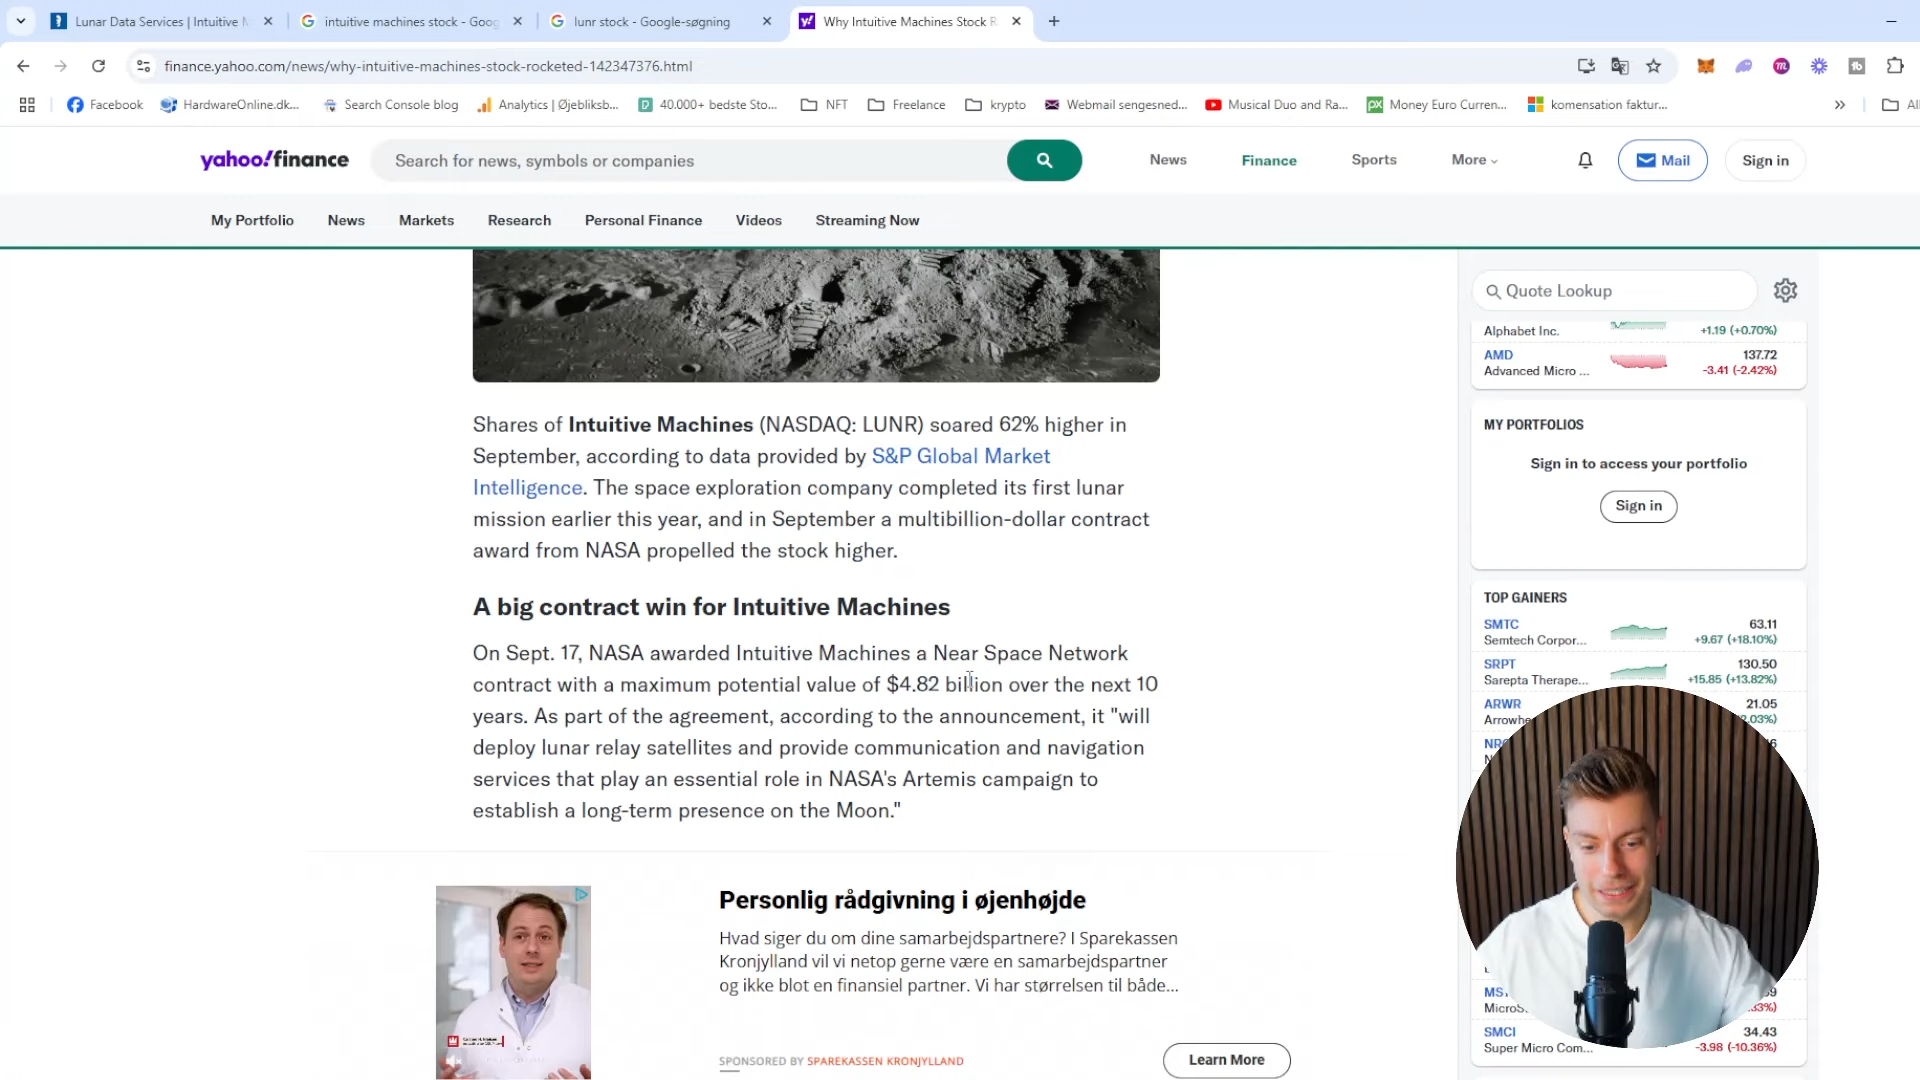 Lunar Data Services | Intuitive M
intuitive machines stock - Goog
lunr stock - Google-søgning
Why Intuitive Machines Stock R
finance.yahoo.com/news/why-intuitive-machines-stock-rocketed-142347376.html
Facebook
HardwareOnline.dk...
Search Console blog
Analytics | Øjebliksb...
40.000+ bedste Sto...
NFT
Freelance
krypto
Webmail sengesned...
Musical Duo and Ra...
Money Euro Curren...
komensation faktur...
yahoo!finance
Search for news, symbols or companies
News
Finance
Sports
More
Mail
Sign in
My Portfolio
News
Markets
Research
Personal Finance
Videos
Streaming Now
Shares of Intuitive Machines (NASDAQ: LUNR) soared 62% higher in
September, according to data provided by S&P Global Market
Intelligence. The space exploration company completed its first lunar
mission earlier this year, and in September a multibillion-dollar contract
award from NASA propelled the stock higher.
A big contract win for Intuitive Machines
On Sept. 17, NASA awarded Intuitive Machines a Near Space Network
contract with a maximum potential value of $4.82 billion over the next 10
years. As part of the agreement, according to the announcement, it "will
deploy lunar relay satellites and provide communication and navigation
services that play an essential role in NASA's Artemis campaign to
establish a long-term presence on the Moon."
Personlig rådgivning i øjenhøjde
Hvad siger du om dine samarbejdspartnere? I Sparekassen
Kronjylland vil vi netop gerne være en samarbejdspartner
og ikke blot en finansiel partner. Vi har størrelsen til både...
SPONSORED BY SPAREKASSEN KRONJYLLAND
Learn More
Quote Lookup
Alphabet Inc. +1.19 (+0.70%)
AMD 137.72
Advanced Micro ... -3.41 (-2.42%)
MY PORTFOLIOS
Sign in to access your portfolio
Sign in
TOP GAINERS
SMTC 63.11
Semtech Corpor... +9.67 (+18.10%)
SRPT 130.50
Sarepta Therape... +15.85 (+13.82%)
ARWR 21.05
SMCI 34.43
Super Micro Com... -3.98 (-10.36%)